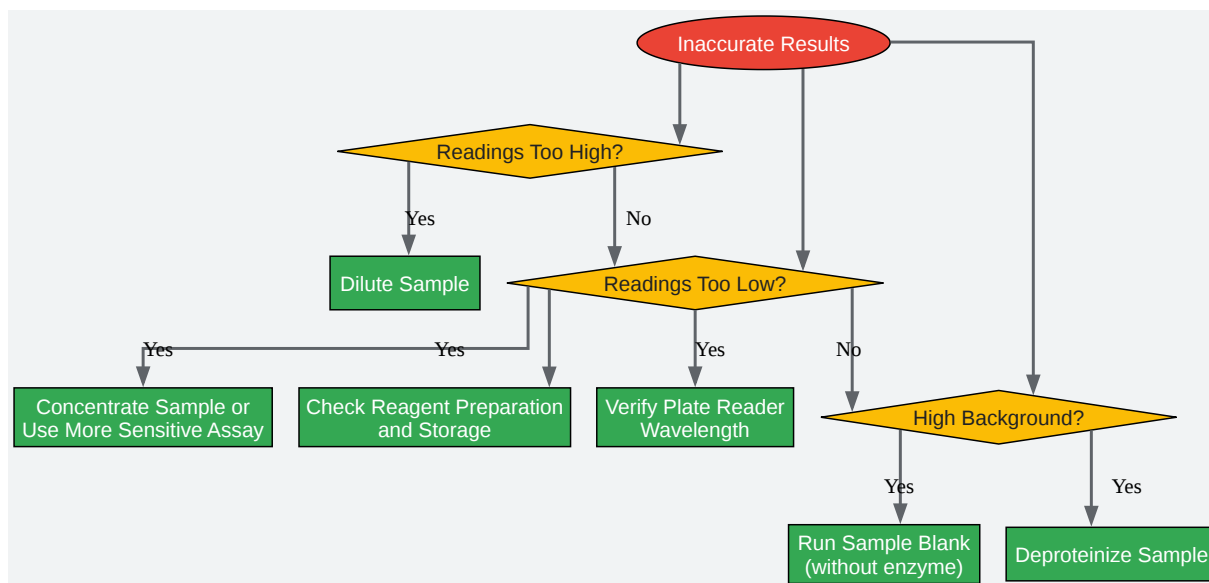 Inaccurate Results
Readings Too High?
Yes
No
Dilute Sample
Readings Too Low?
Yes
Yes
Yes
No
Concentrate Sample or
Use More Sensitive Assay
Check Reagent Preparation
and Storage
Verify Plate Reader
Wavelength
High Background?
Yes
Yes
Run Sample Blank
(without enzyme)
Deproteinize Sample